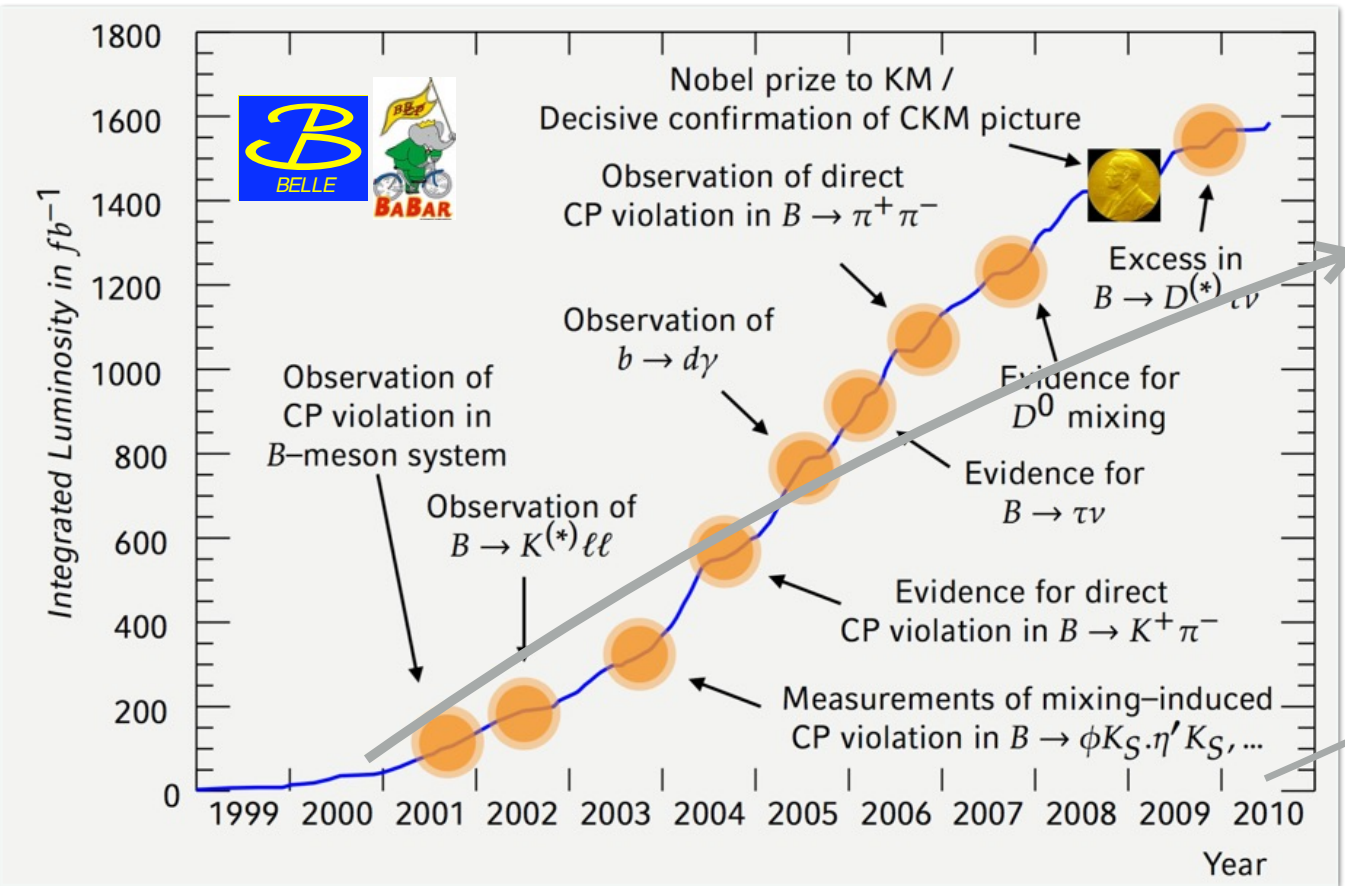 1800
1600
1400
1200
1000
800
600
400
200
0
Integrated Luminosity in fb⁻¹
BELLE
BABAR
Nobel prize to KM /
Decisive confirmation of CKM picture
Observation of direct
CP violation in B → π⁺π⁻
Excess in
B → D⁽*⁾τν
Observation of
b → dγ
Evidence for
D⁰ mixing
Observation of
CP violation in
B–meson system
Evidence for
B → τν
Observation of
B → K⁽*⁾ℓℓ
Evidence for direct
CP violation in B → K⁺π⁻
Measurements of mixing–induced
CP violation in B → ϕK_S.η′K_S, ...
1999 2000 2001 2002 2003 2004 2005 2006 2007 2008 2009 2010
Year